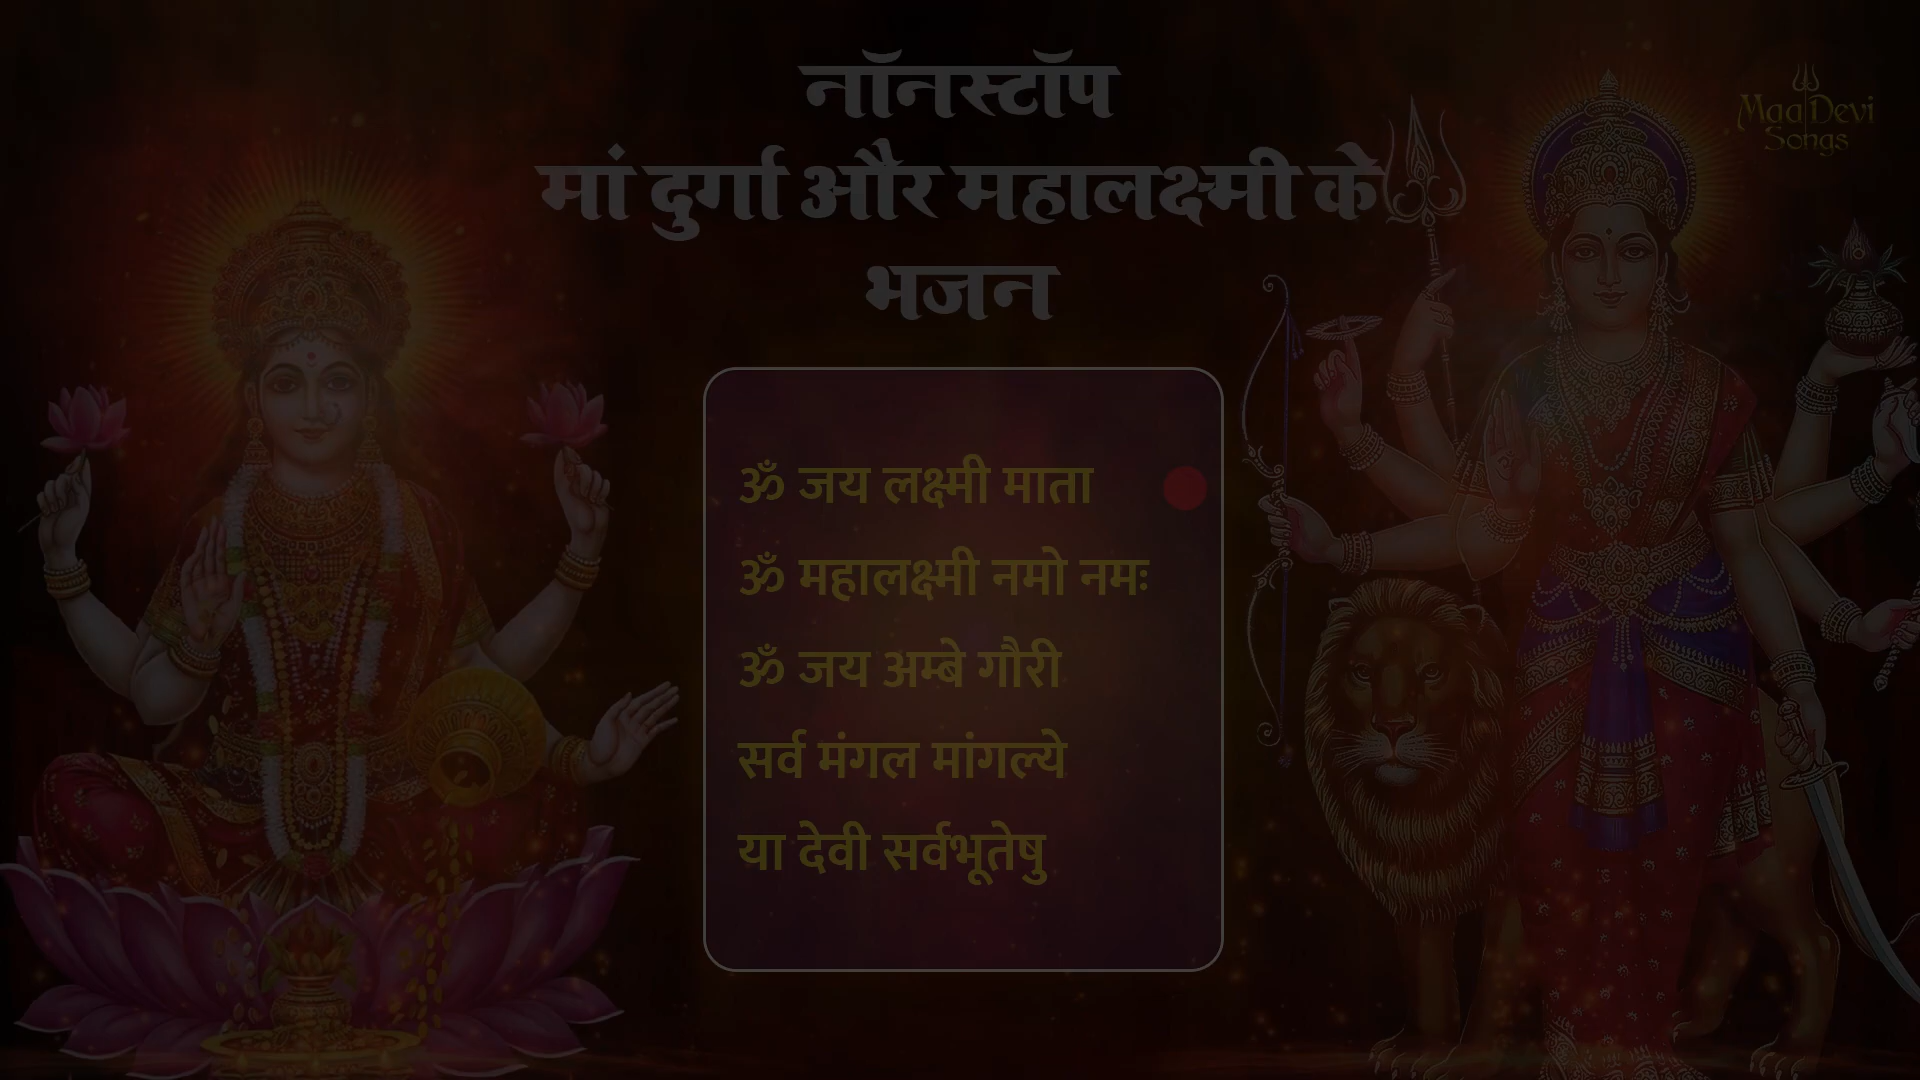 नॉनस्टॉप
मां दुर्गा और महालक्ष्मी के
भजन
Maa Devi
Songs
ॐ जय लक्ष्मी माता
ॐ महालक्ष्मी नमो नमः
ॐ जय अम्बे गौरी
सर्व मंगल मांगल्ये
या देवी सर्वभूतेषु